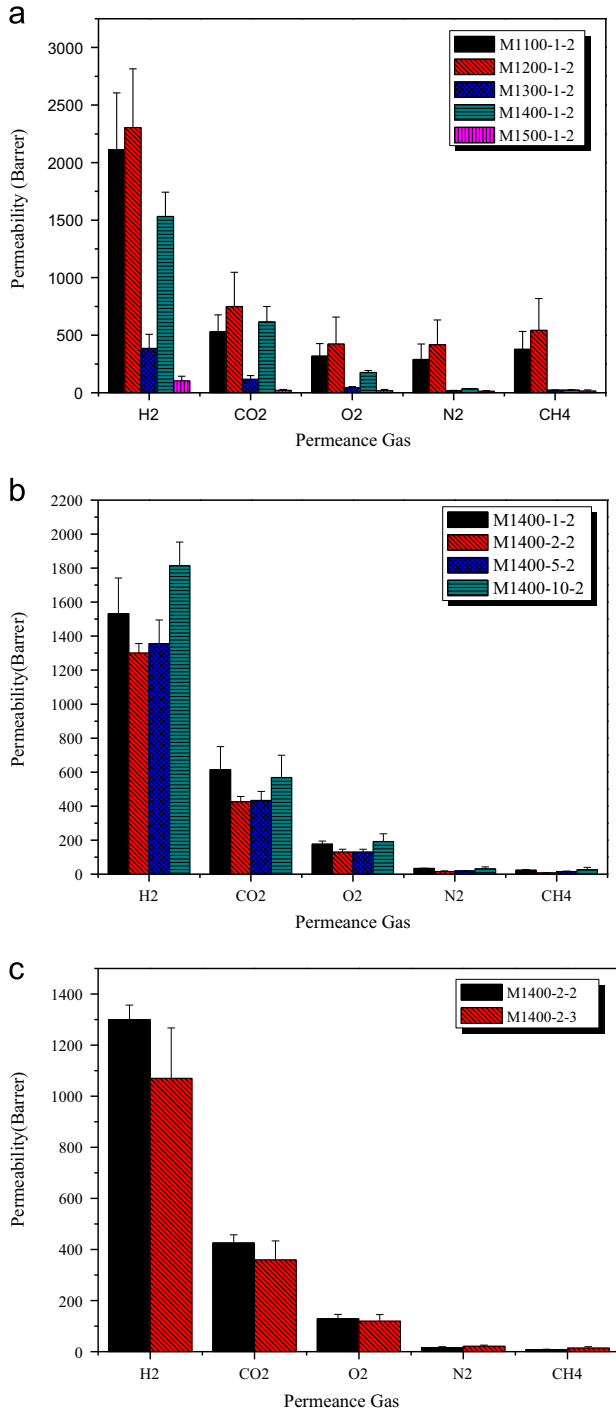 a
3000
2500
2000
1500
1000
500
0
Permeability (Barrer)
M1100-1-2
M1200-1-2
M1300-1-2
M1400-1-2
M1500-1-2
H2 CO2 O2 N2 CH4
Permeance Gas
b
2200
2000
1800
1600
1400
1200
1000
800
600
400
200
0
Permeability(Barrer)
M1400-1-2
M1400-2-2
M1400-5-2
M1400-10-2
H2 CO2 O2 N2 CH4
Permeance Gas
c
1400
1200
1000
800
600
400
200
0
Permeability(Barrer)
M1400-2-2
M1400-2-3
H2 CO2 O2 N2 CH4
Permeance Gas